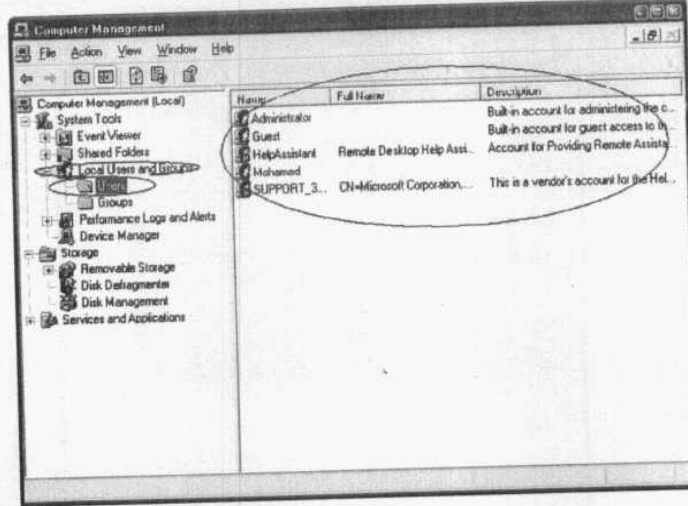 Computer Management
File Action View Window Help
Computer Management (Local)
System Tools
Event Viewer
Shared Folders
Local Users and Groups
Users
Groups
Performance Logs and Alerts
Device Manager
Storage
Removable Storage
Disk Defragmenter
Disk Management
Services and Applications
Name Full Name Description
Administrator Built-in account for administering the c...
Guest Built-in account for guest access to th...
HelpAssistant Remote Desktop Help Assi... Account for Providing Remote Assista...
Mohamed
SUPPORT_3... CN=Microsoft Corporation,... This is a vendor's account for the Hel...